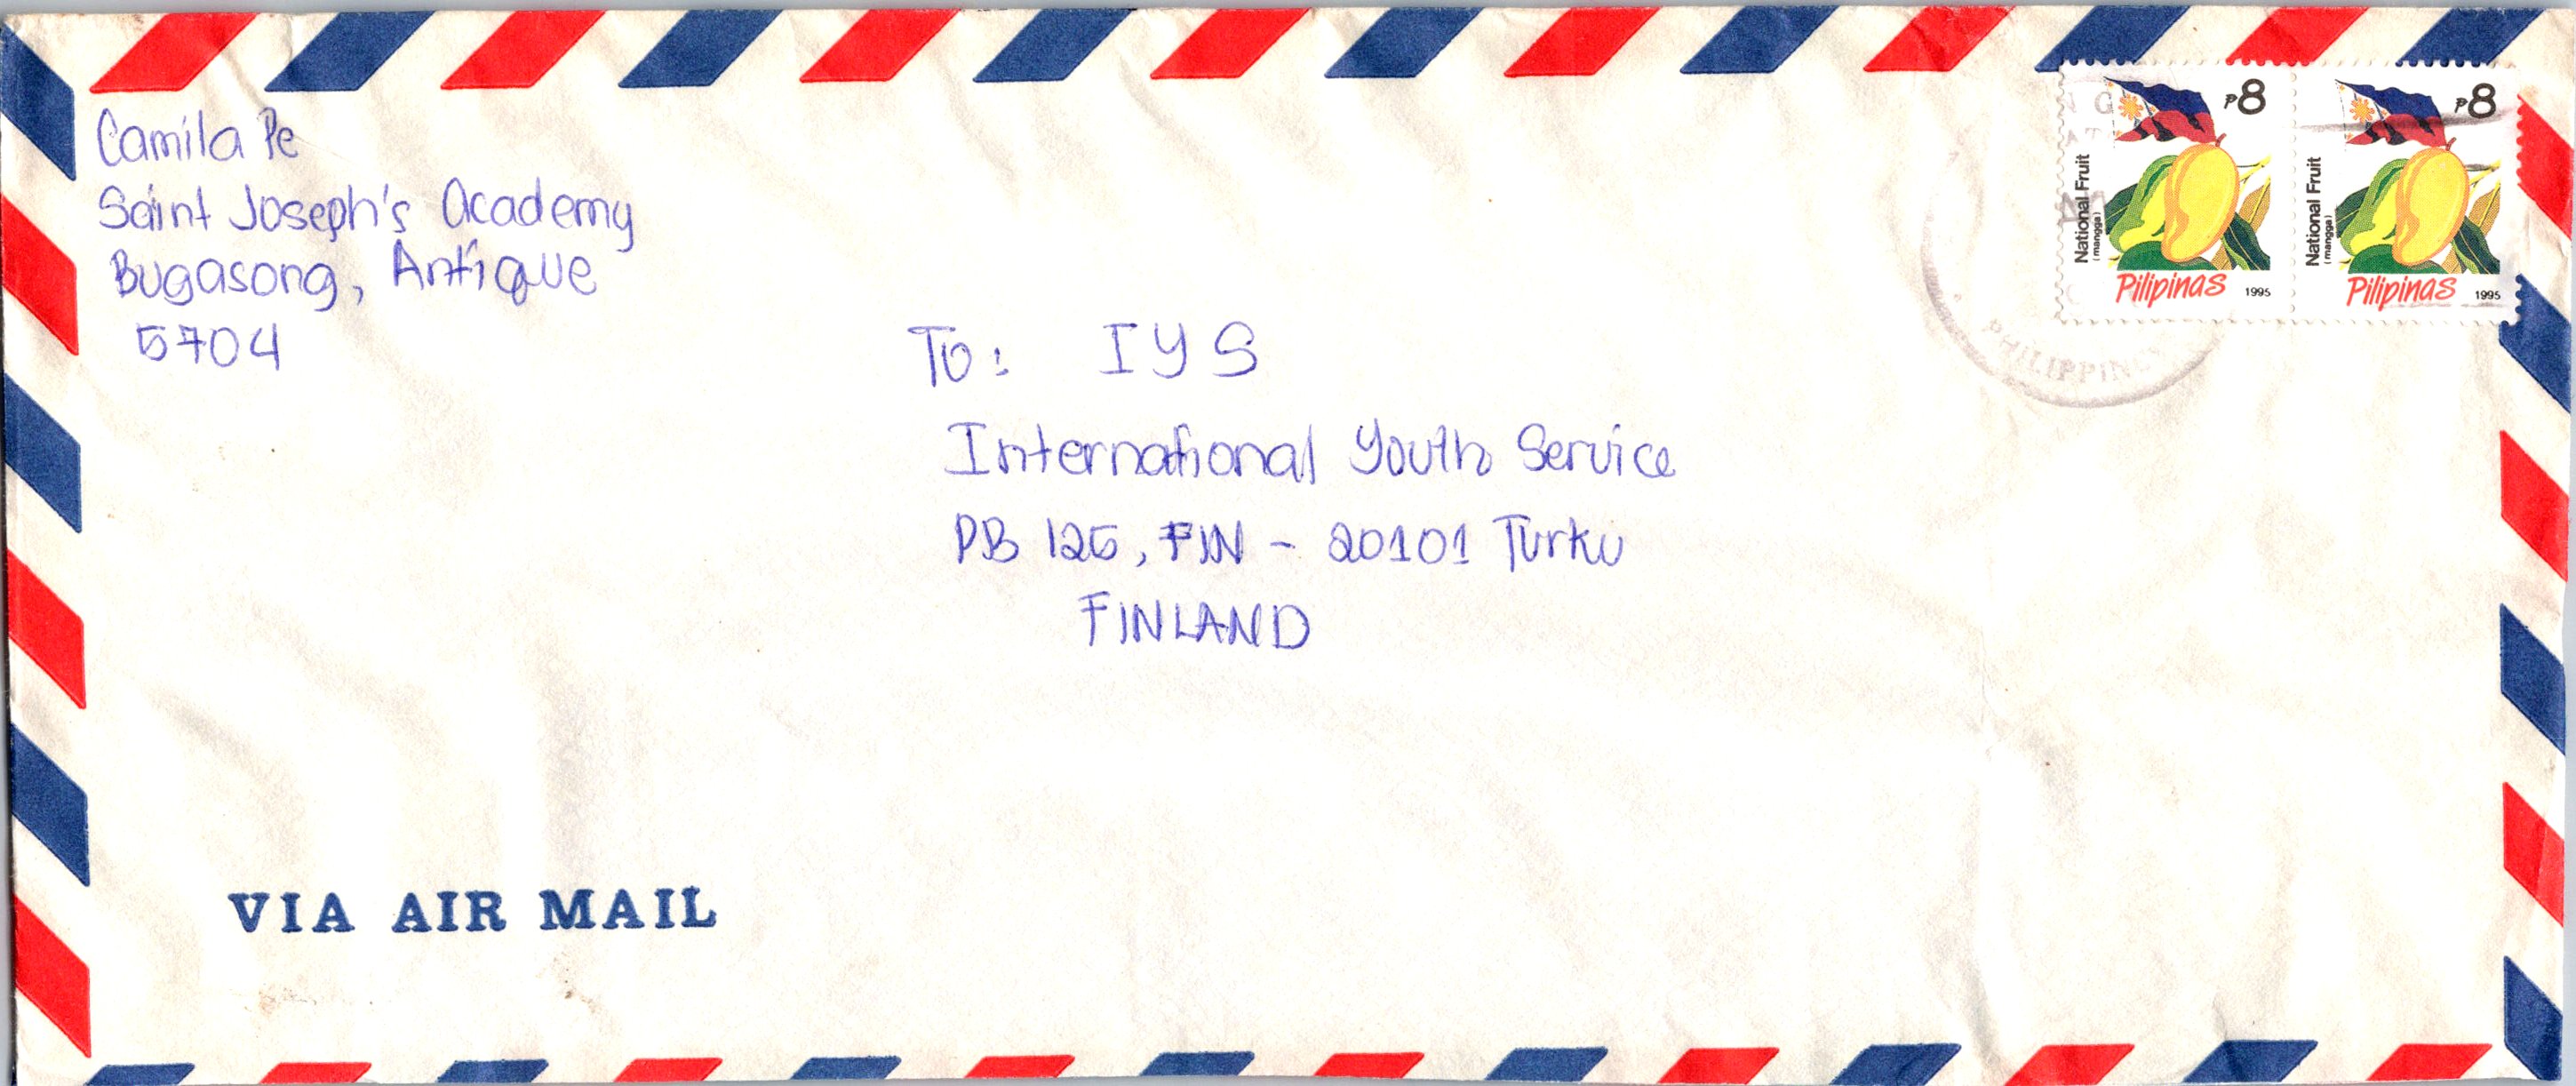 Camila Pe
Saint Joseph's Academy
Bugasong, Antique
5704
₱8
National Fruit
(mangga)
Pilipinas 1995
₱8
National Fruit
(mangga)
Pilipinas 1995
PHILIPPINES
To: IYS
International Youth Service
PB 125, FIN - 20101 Turku
FINLAND
VIA AIR MAIL